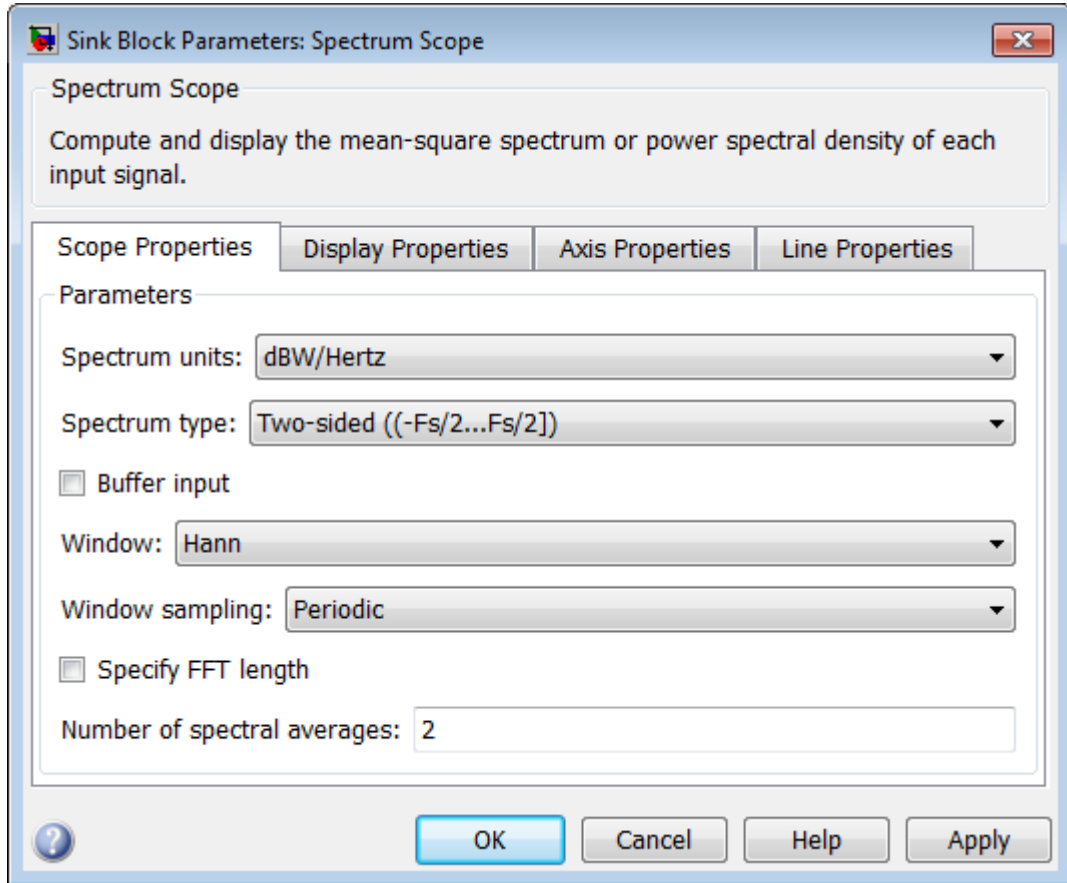 Sink Block Parameters: Spectrum Scope
Spectrum Scope
Compute and display the mean-square spectrum or power spectral density of each
input signal.
Scope Properties Display Properties Axis Properties Line Properties
Parameters
Spectrum units: dBW/Hertz
Spectrum type: Two-sided ((-Fs/2...Fs/2])
Buffer input
Window: Hann
Window sampling: Periodic
Specify FFT length
Number of spectral averages: 2
? OK Cancel Help Apply